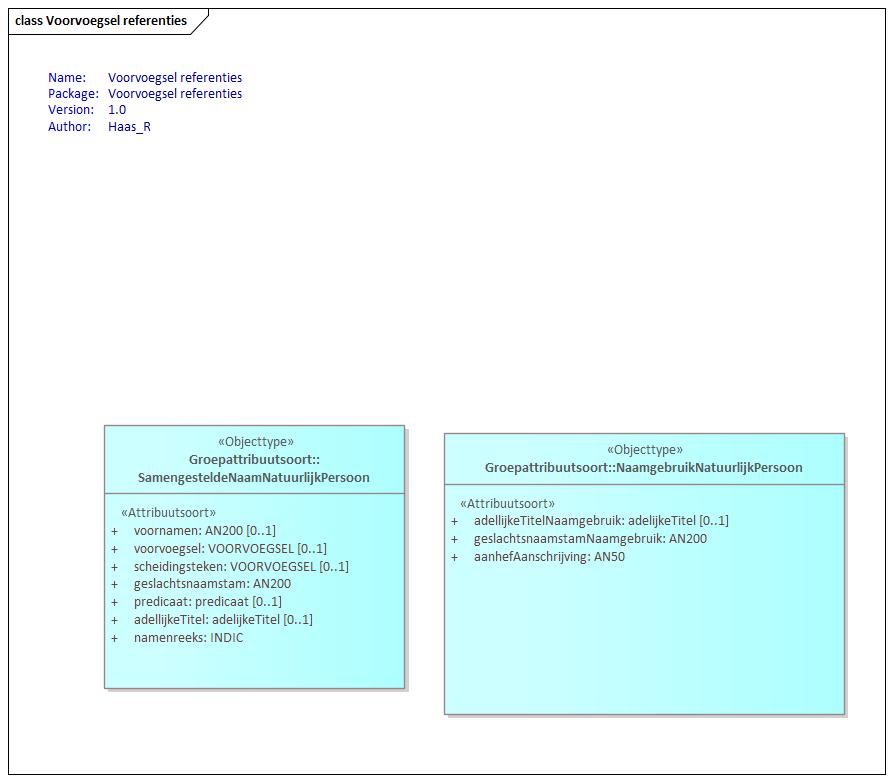 class Voorvoegsel referenties
Name: Voorvoegsel referenties
Package: Voorvoegsel referenties
Version: 1.0
Author: Haas_R
«Objecttype»
Groepattribuutsoort::
SamengesteldeNaamNatuurlijkPersoon
«Attribuutsoort»
+ voornamen: AN200 [0..1]
+ voorvoegsel: VOORVOEGSEL [0..1]
+ scheidingsteken: VOORVOEGSEL [0..1]
+ geslachtsnaamstam: AN200
+ predicaat: predicaat [0..1]
+ adellijkeTitel: adelijkeTitel [0..1]
+ namenreeks: INDIC
«Objecttype»
Groepattribuutsoort::NaamgebruikNatuurlijkPersoon
«Attribuutsoort»
+ adellijkeTitelNaamgebruik: adelijkeTitel [0..1]
+ geslachtsnaamstamNaamgebruik: AN200
+ aanhefAanschrijving: AN50